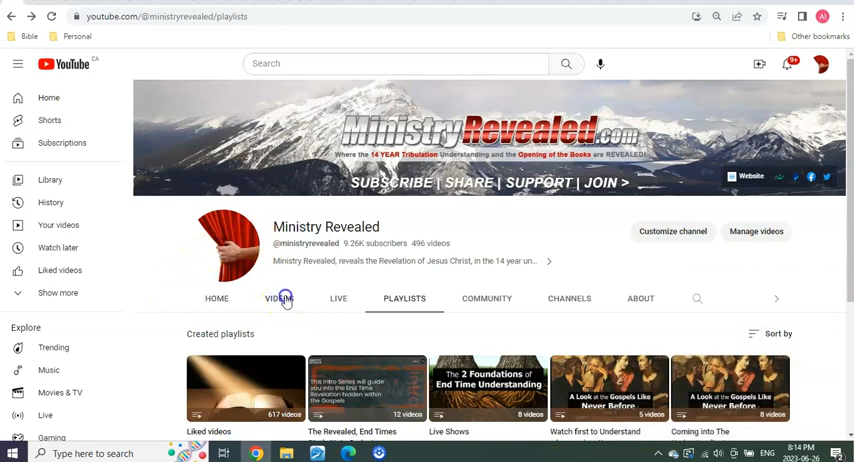 youtube.com/@ministryrevealed/playlists
AI
Bible
Personal
Other bookmarks
YouTube CA
Search
9+
Home
Shorts
Subscriptions
Library
History
Your videos
Watch later
Liked videos
Show more
Explore
Trending
Music
Movies & TV
Live
Gaming
MinistryRevealed.com
Where the 14 YEAR Tribulation Understanding and the Opening of the Books are REVEALED!
SUBSCRIBE | SHARE | SUPPORT | JOIN >
Website
Ministry Revealed
@ministryrevealed 9.26K subscribers 496 videos
Ministry Revealed, reveals the Revelation of Jesus Christ, in the 14 year un...
Customize channel
Manage videos
HOME
VIDEOS
LIVE
PLAYLISTS
COMMUNITY
CHANNELS
ABOUT
Created playlists
Sort by
617 videos
Liked videos
This Intro Series will guide
you into the End Time
Revelation hidden within
the Gospels
12 videos
The Revealed, End Times
The 2 Foundations of
End Time Understanding
8 videos
Live Shows
A Look at the Gospels Like
Never Before
5 videos
Watch first to Understand
A Look at the Gospels Like
Never Before
8 videos
Coming into The
Type here to search
ENG
8:14 PM
2023-06-26
2